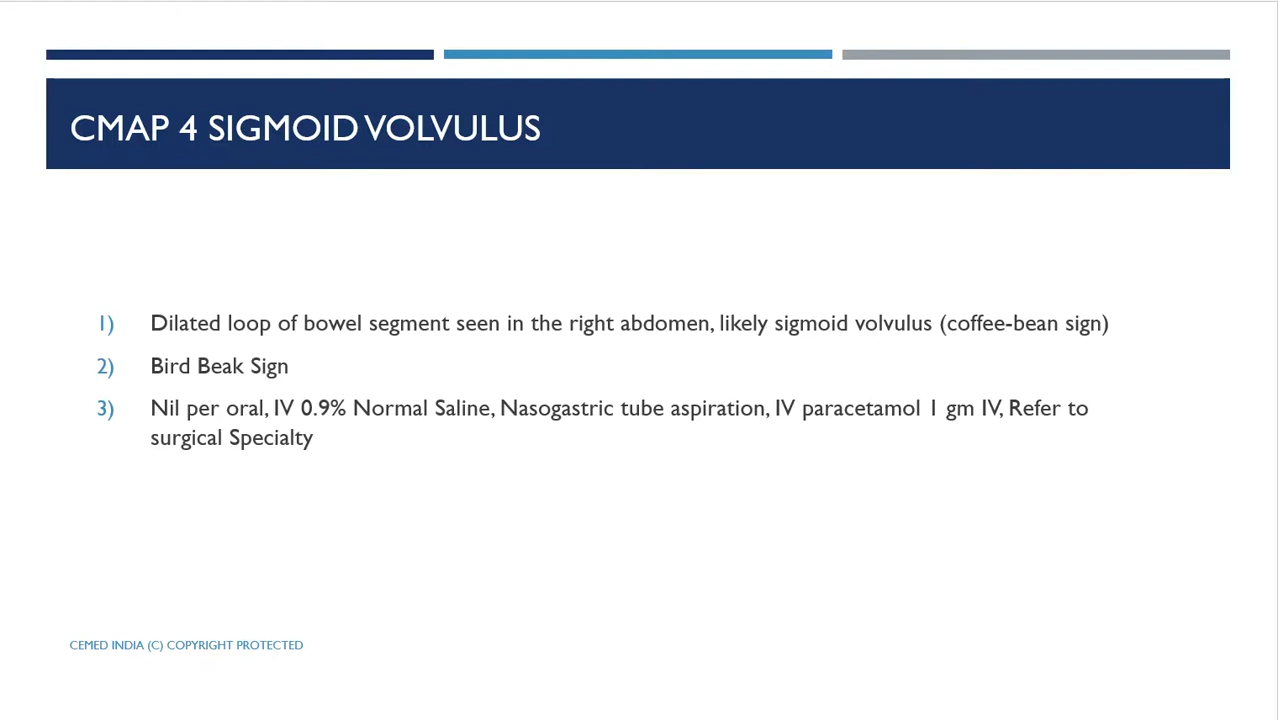 CMAP 4 SIGMOID VOLVULUS
1) Dilated loop of bowel segment seen in the right abdomen, likely sigmoid volvulus (coffee-bean sign)
2) Bird Beak Sign
3) Nil per oral, IV 0.9% Normal Saline, Nasogastric tube aspiration, IV paracetamol 1 gm IV, Refer to
surgical Specialty
CEMED INDIA (C) COPYRIGHT PROTECTED